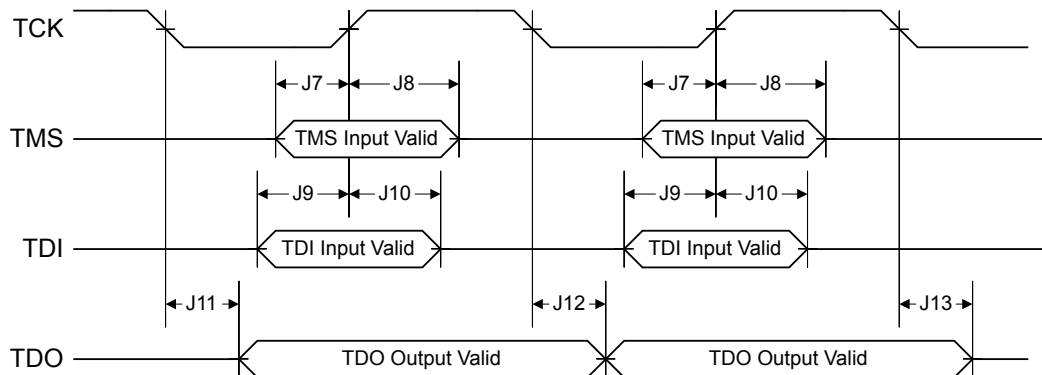 TCK
J7 J8 J7 J8
TMS TMS Input Valid TMS Input Valid
J9 J10 J9 J10
TDI TDI Input Valid TDI Input Valid
J11 J12 J13
TDO TDO Output Valid TDO Output Valid